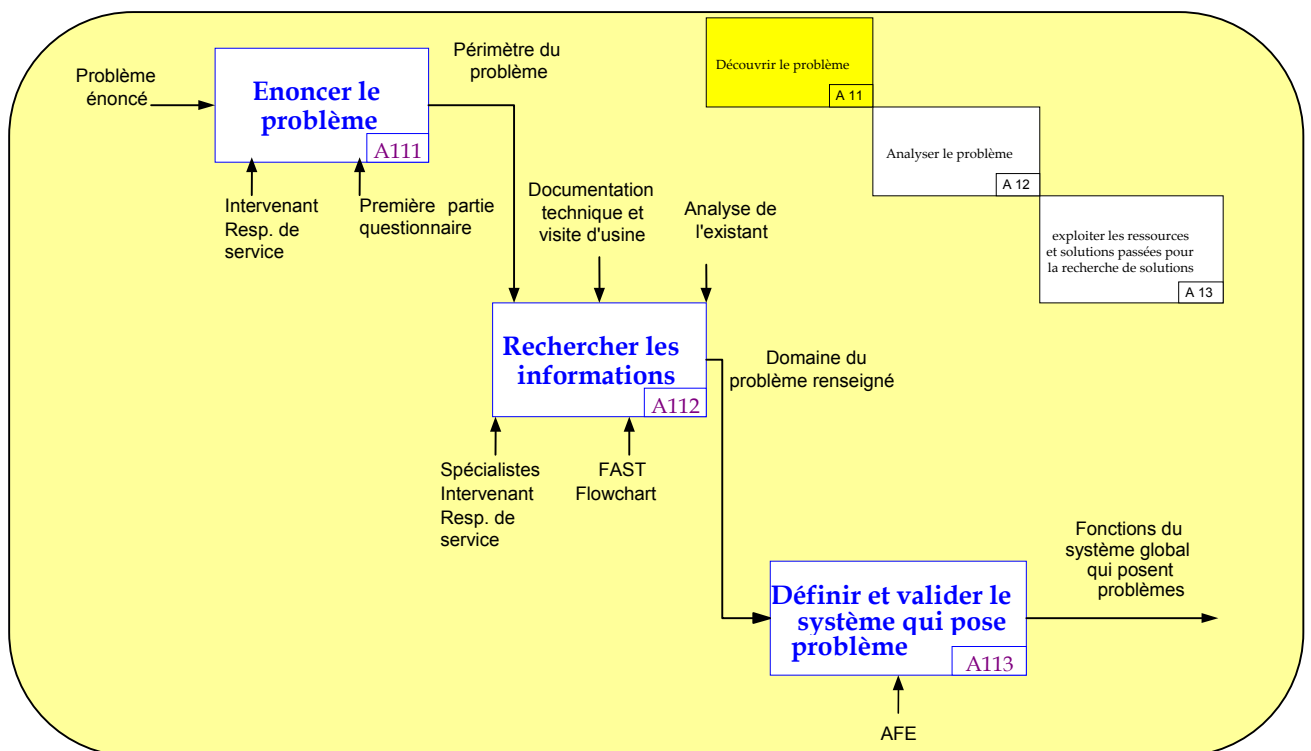 Problème
énoncé
Enoncer le
problème
A111
Périmètre du
problème
Intervenant
Resp. de
service
Première partie
questionnaire
Découvrir le problème
A 11
Analyser le problème
A 12
exploiter les ressources
et solutions passées pour
la recherche de solutions
A 13
Documentation
technique et
visite d'usine
Analyse de
l'existant
Rechercher les
informations
A112
Domaine du
problème renseigné
Spécialistes
Intervenant
Resp. de
service
FAST
Flowchart
Définir et valider le
système qui pose
problème
A113
Fonctions du
système global
qui posent
problèmes
AFE